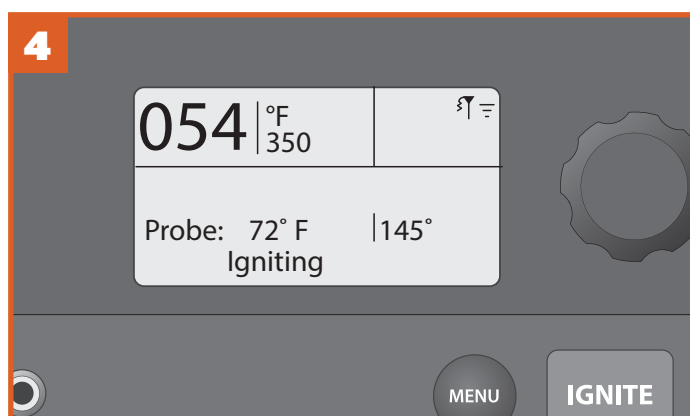 4
054 °F
350
Probe: 72° F 145°
Igniting
MENU IGNITE